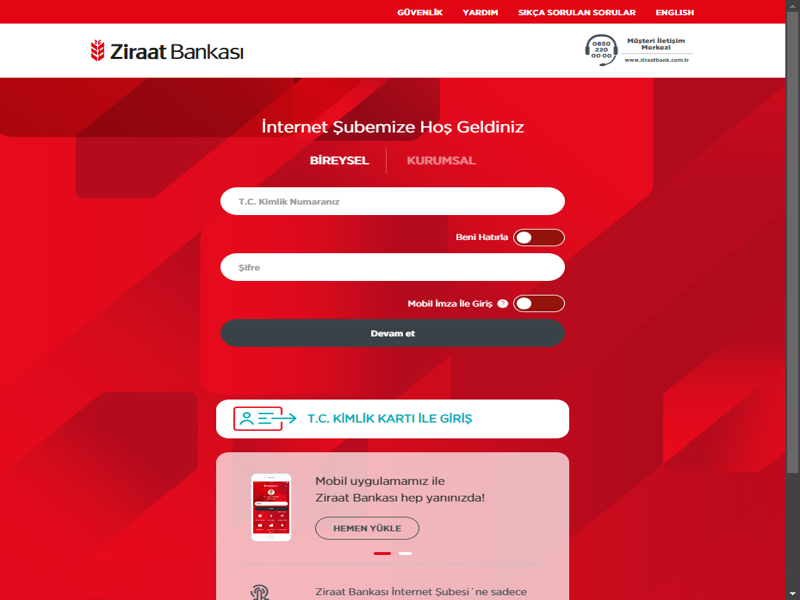 GÜVENLİK YARDIM SIKÇA SORULAN SORULAR ENGLISH
Ziraat Bankası
0850
220
00 00
Müşteri İletişim
Merkezi
www.ziraatbank.com.tr
İnternet Şubemize Hoş Geldiniz
BİREYSEL KURUMSAL
T.C. Kimlik Numaranız
Beni Hatırla
Şifre
Mobil İmza İle Giriş ?
Devam et
T.C. KİMLİK KARTI İLE GİRİŞ
Mobil uygulamamız ile
Ziraat Bankası hep yanınızda!
HEMEN YÜKLE
Ziraat Bankası İnternet Şubesi´ne sadece